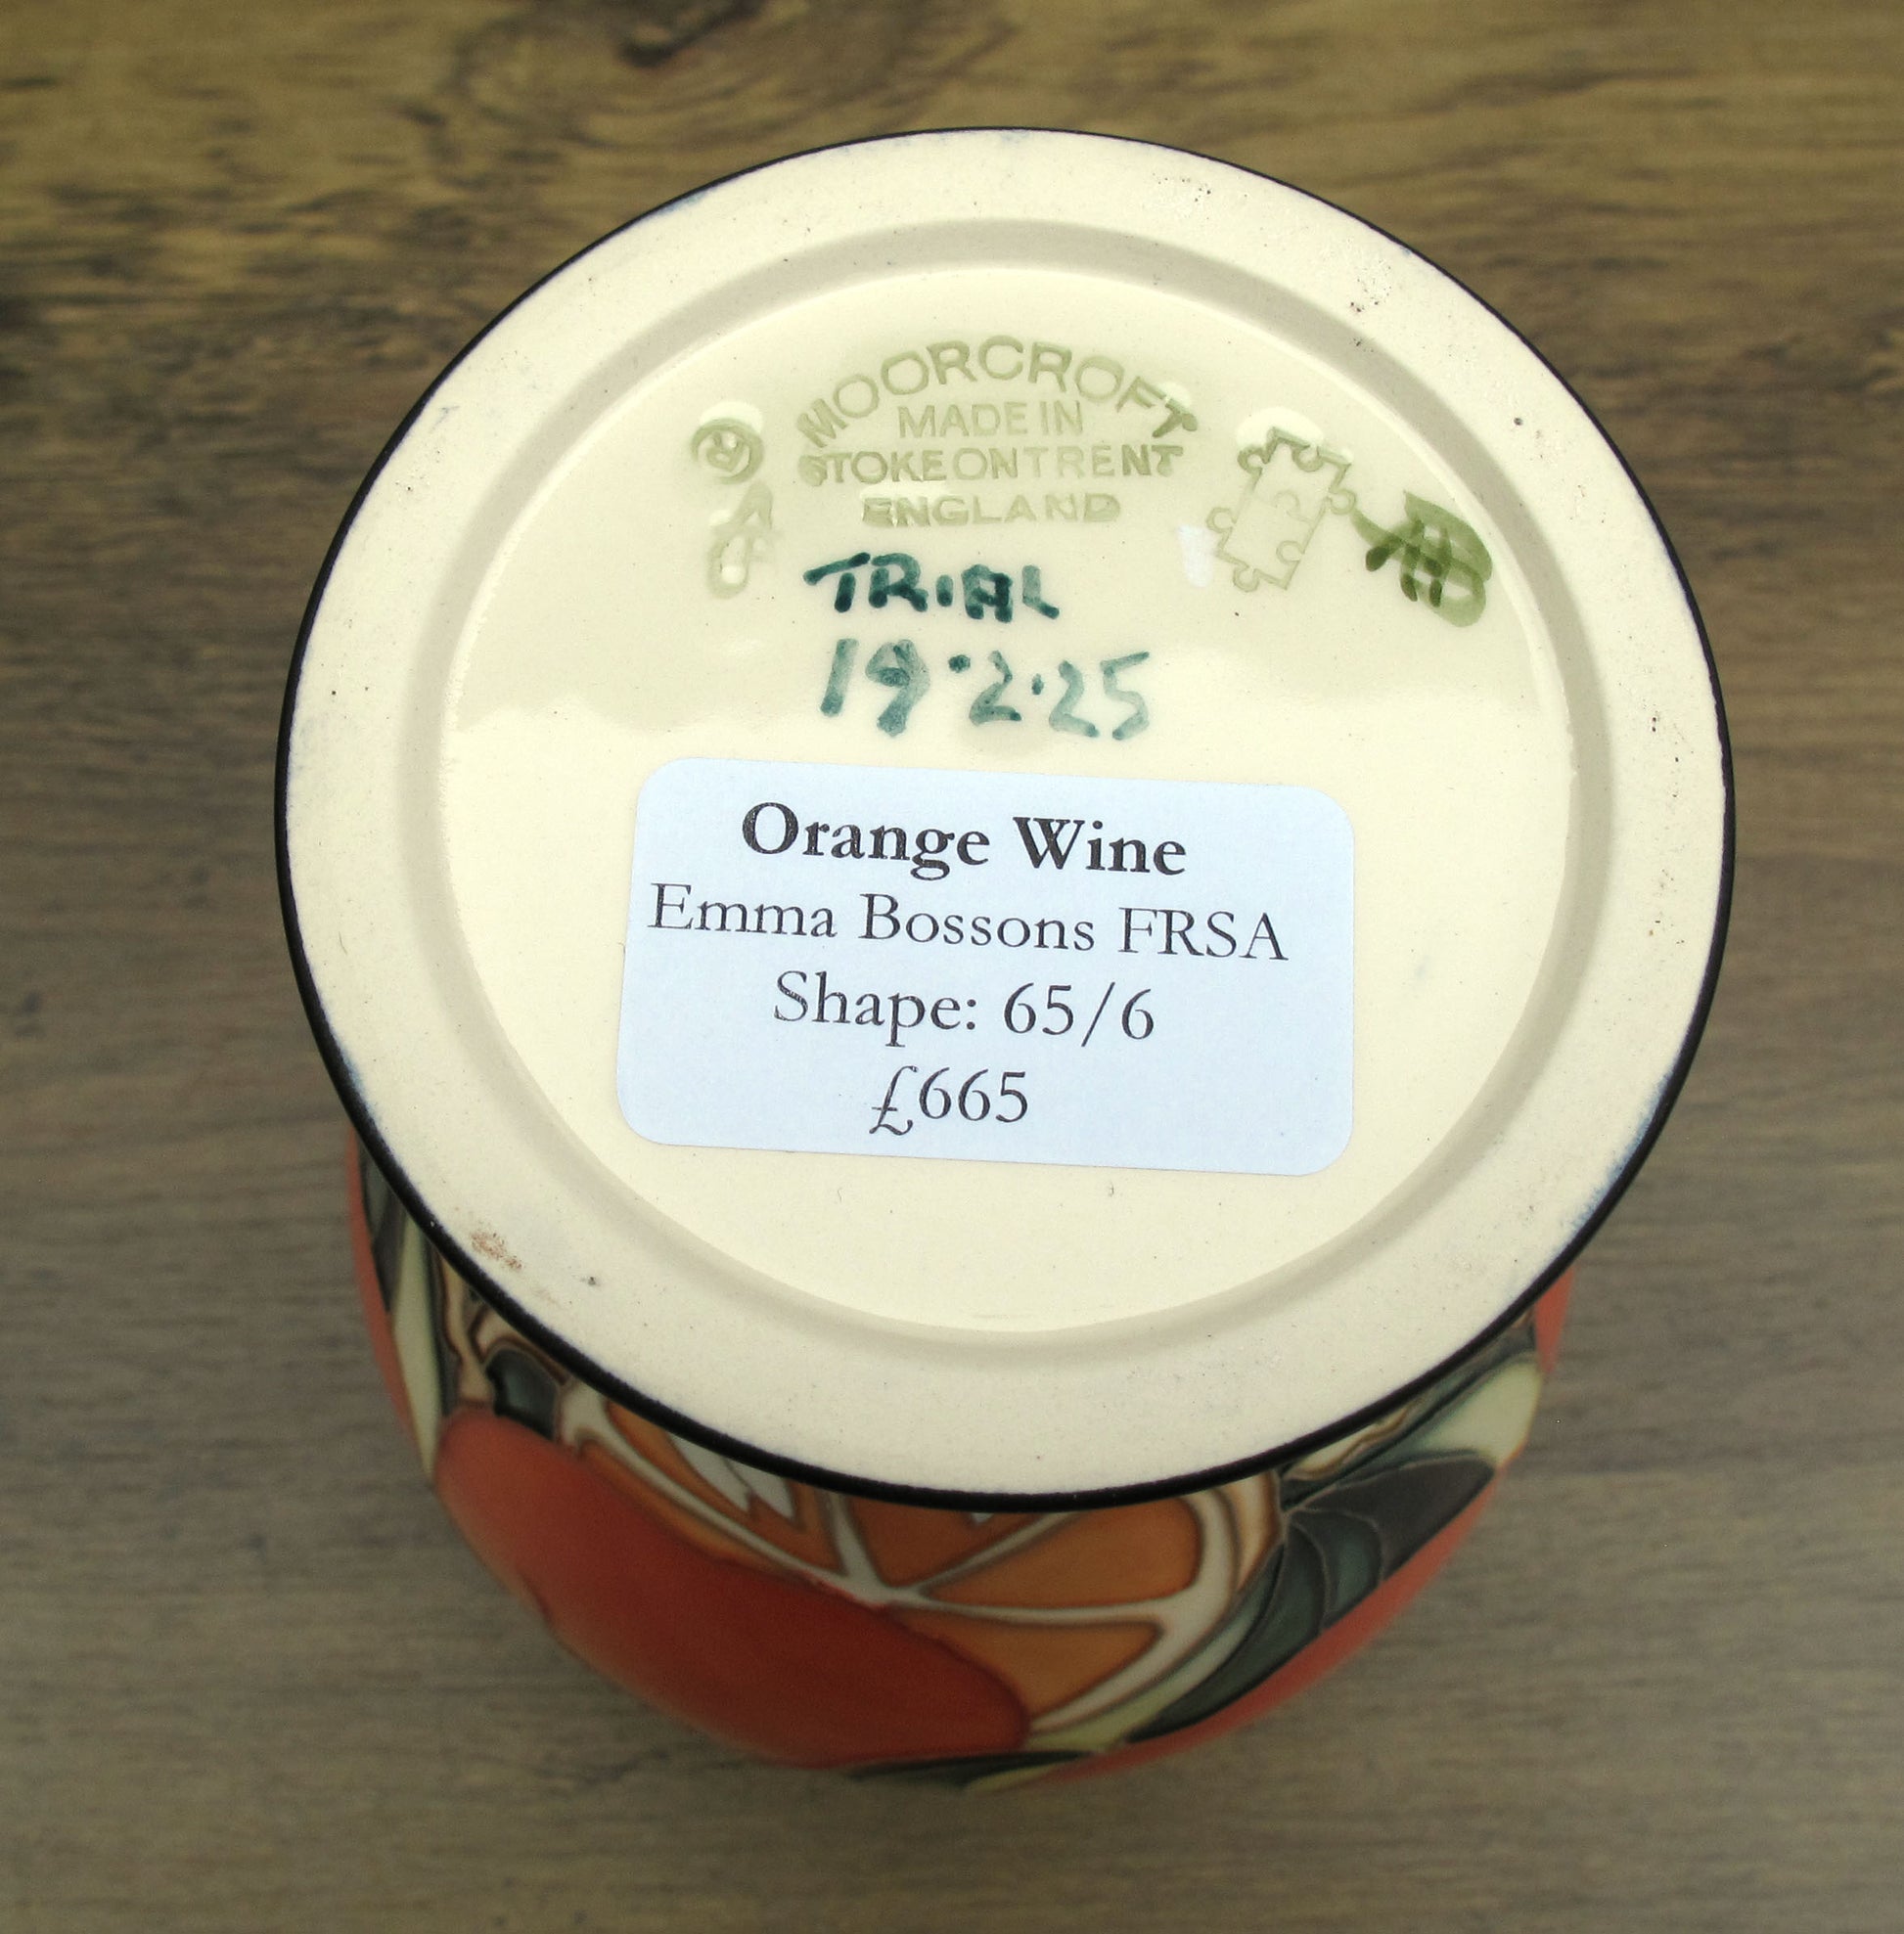 MOORCROFT
MADE IN
STOKE ON TRENT
ENGLAND
TRIAL
19.2.25
Orange Wine
Emma Bossons FRSA
Shape: 65/6
£665